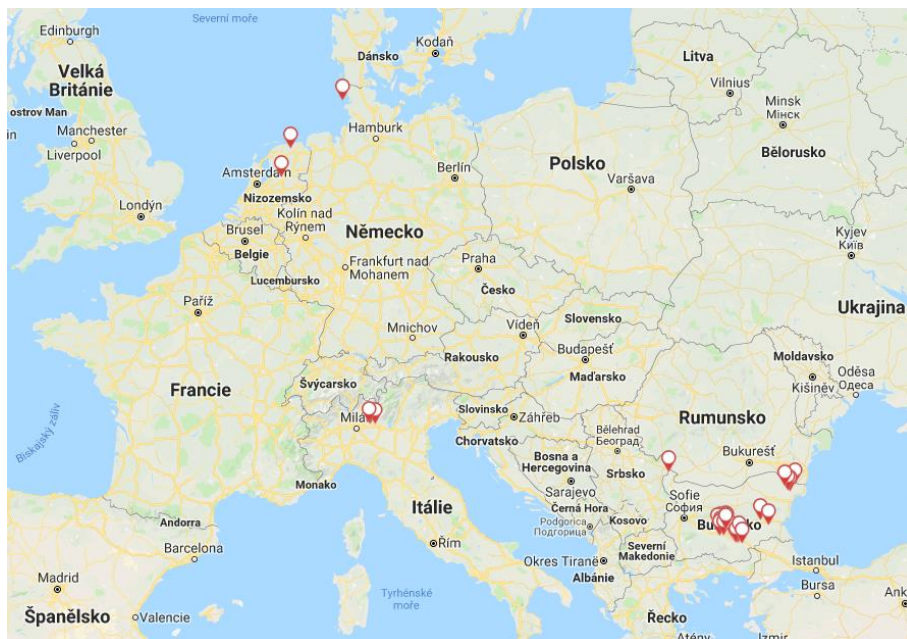 Severní moře
Edinburgh
Dánsko
Kodaň
Litva
Velká
Británie
Vilnius
ostrov Man
Manchester
Liverpool
Hamburk
Minsk
Мінск
Bělorusko
Amsterdam
Nizozemsko
Berlín
Polsko
Varšava
Londýn
Kolín nad
Rýnem
Brusel
Belgie
Německo
Kyjev
Київ
Lucembursko
Frankfurt nad
Mohanem
Praha
Česko
Ukrajina
Paříž
Mnichov
Vídeň
Slovensko
Rakousko
Budapešť
Maďarsko
Moldavsko
Kišiněv
Oděsa
Одеса
Francie
Švýcarsko
Slovinsko
Záhřeb
Rumunsko
Biskajský záliv
Chorvatsko
Bělehrad
Београд
Bukurešť
Bosna a
Hercegovina
Srbsko
Monako
Sarajevo
Sofie
София
Itálie
Černá Hora
Kosovo
Andorra
Podgorica
Подгорица
Barcelona
Řím
Severní
Makedonie
Okres Tiranë
Albánie
Istanbul
Bursa
Madrid
Španělsko
Valencie
Tyrhénské
moře
Řecko
Atény
Izmir